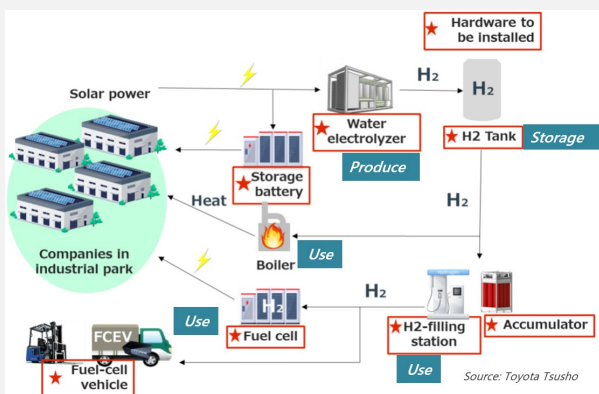 Hardware to
be installed
Solar power
H₂
H₂
Water
electrolyzer
H2 Tank
Storage
Produce
Storage
battery
Heat
H₂
Companies in
industrial park
Boiler
Use
H₂
Use
H₂
Fuel cell
H2-filling
station
Accumulator
FCEV
Fuel-cell
vehicle
Use
Source: Toyota Tsusho